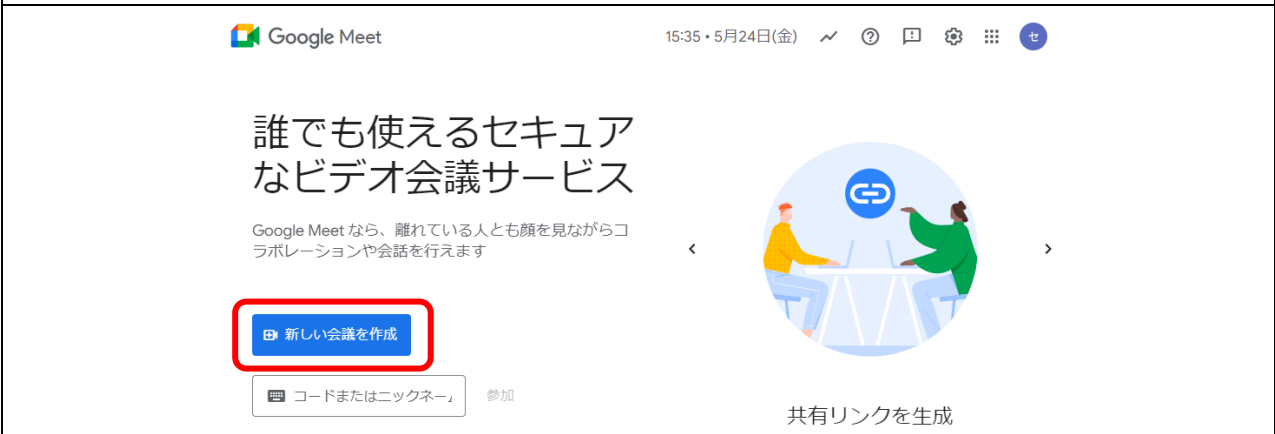 Google Meet
15:35・5月24日(金)
セ
誰でも使えるセキュア
なビデオ会議サービス
Google Meet なら、離れている人とも顔を見ながらコ
ラボレーションや会話を行えます
新しい会議を作成
コードまたはニックネー
参加
共有リンクを生成